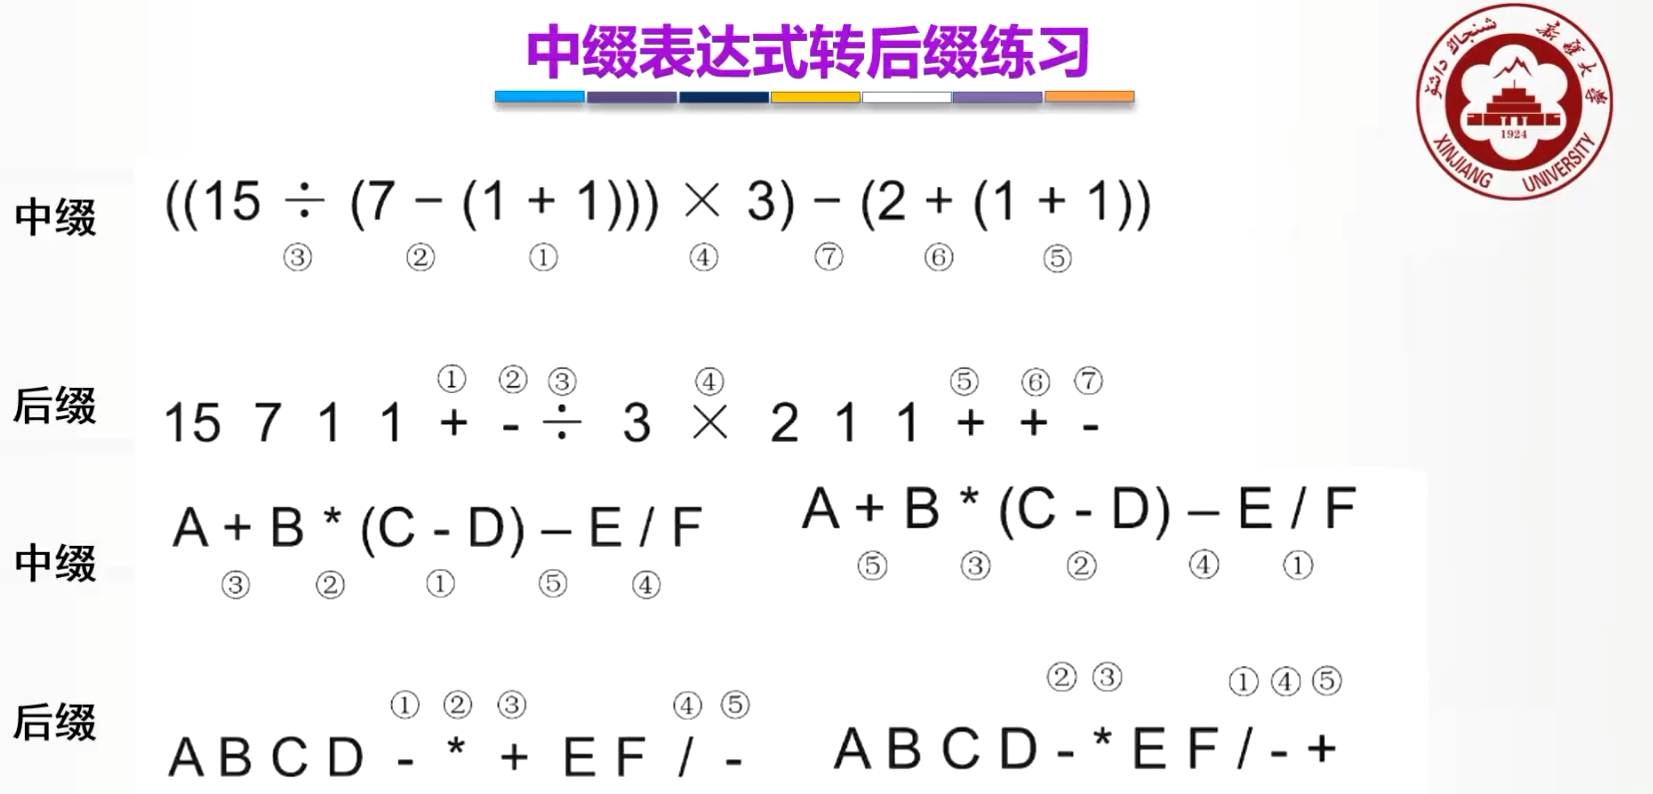 中缀表达式转后缀练习
شىنجاڭ داشۆ
新疆大学
1924
XINJIANG UNIVERSITY
中缀
((15 ÷ (7 − (1 + 1))) × 3) − (2 + (1 + 1))
③ ② ① ④ ⑦ ⑥ ⑤
后缀
① ② ③ ④ ⑤ ⑥ ⑦
15 7 1 1 + - ÷ 3 × 2 1 1 + + -
中缀
A + B * (C - D) – E / F
③ ② ① ⑤ ④
A + B * (C - D) – E / F
⑤ ③ ② ④ ①
后缀
① ② ③ ④ ⑤
A B C D - * + E F / -
② ③ ① ④ ⑤
A B C D - * E F / - +